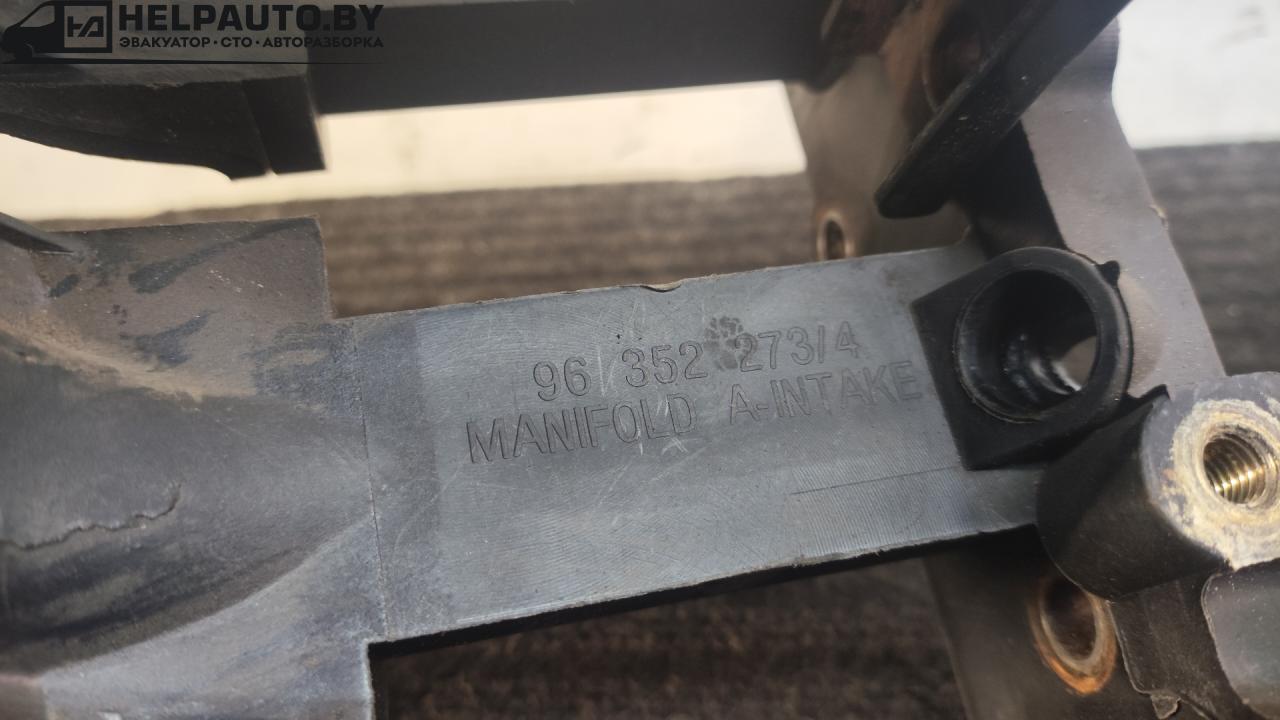 HELPAUTO.BY
ЭВАКУАТОР · СТО · АВТОРАЗБОРКА
96 352 273/4
MANIFOLD A-INTAKE